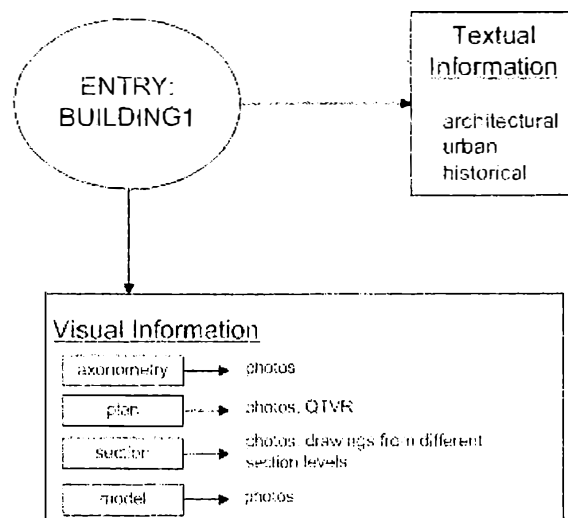 ENTRY:
BUILDING1
Textual
Information
architectural
urban
historical
Visual Information
axonometry
photos
plan
photos, QTVR
section
photos, drawings from different
section levels
model
photos